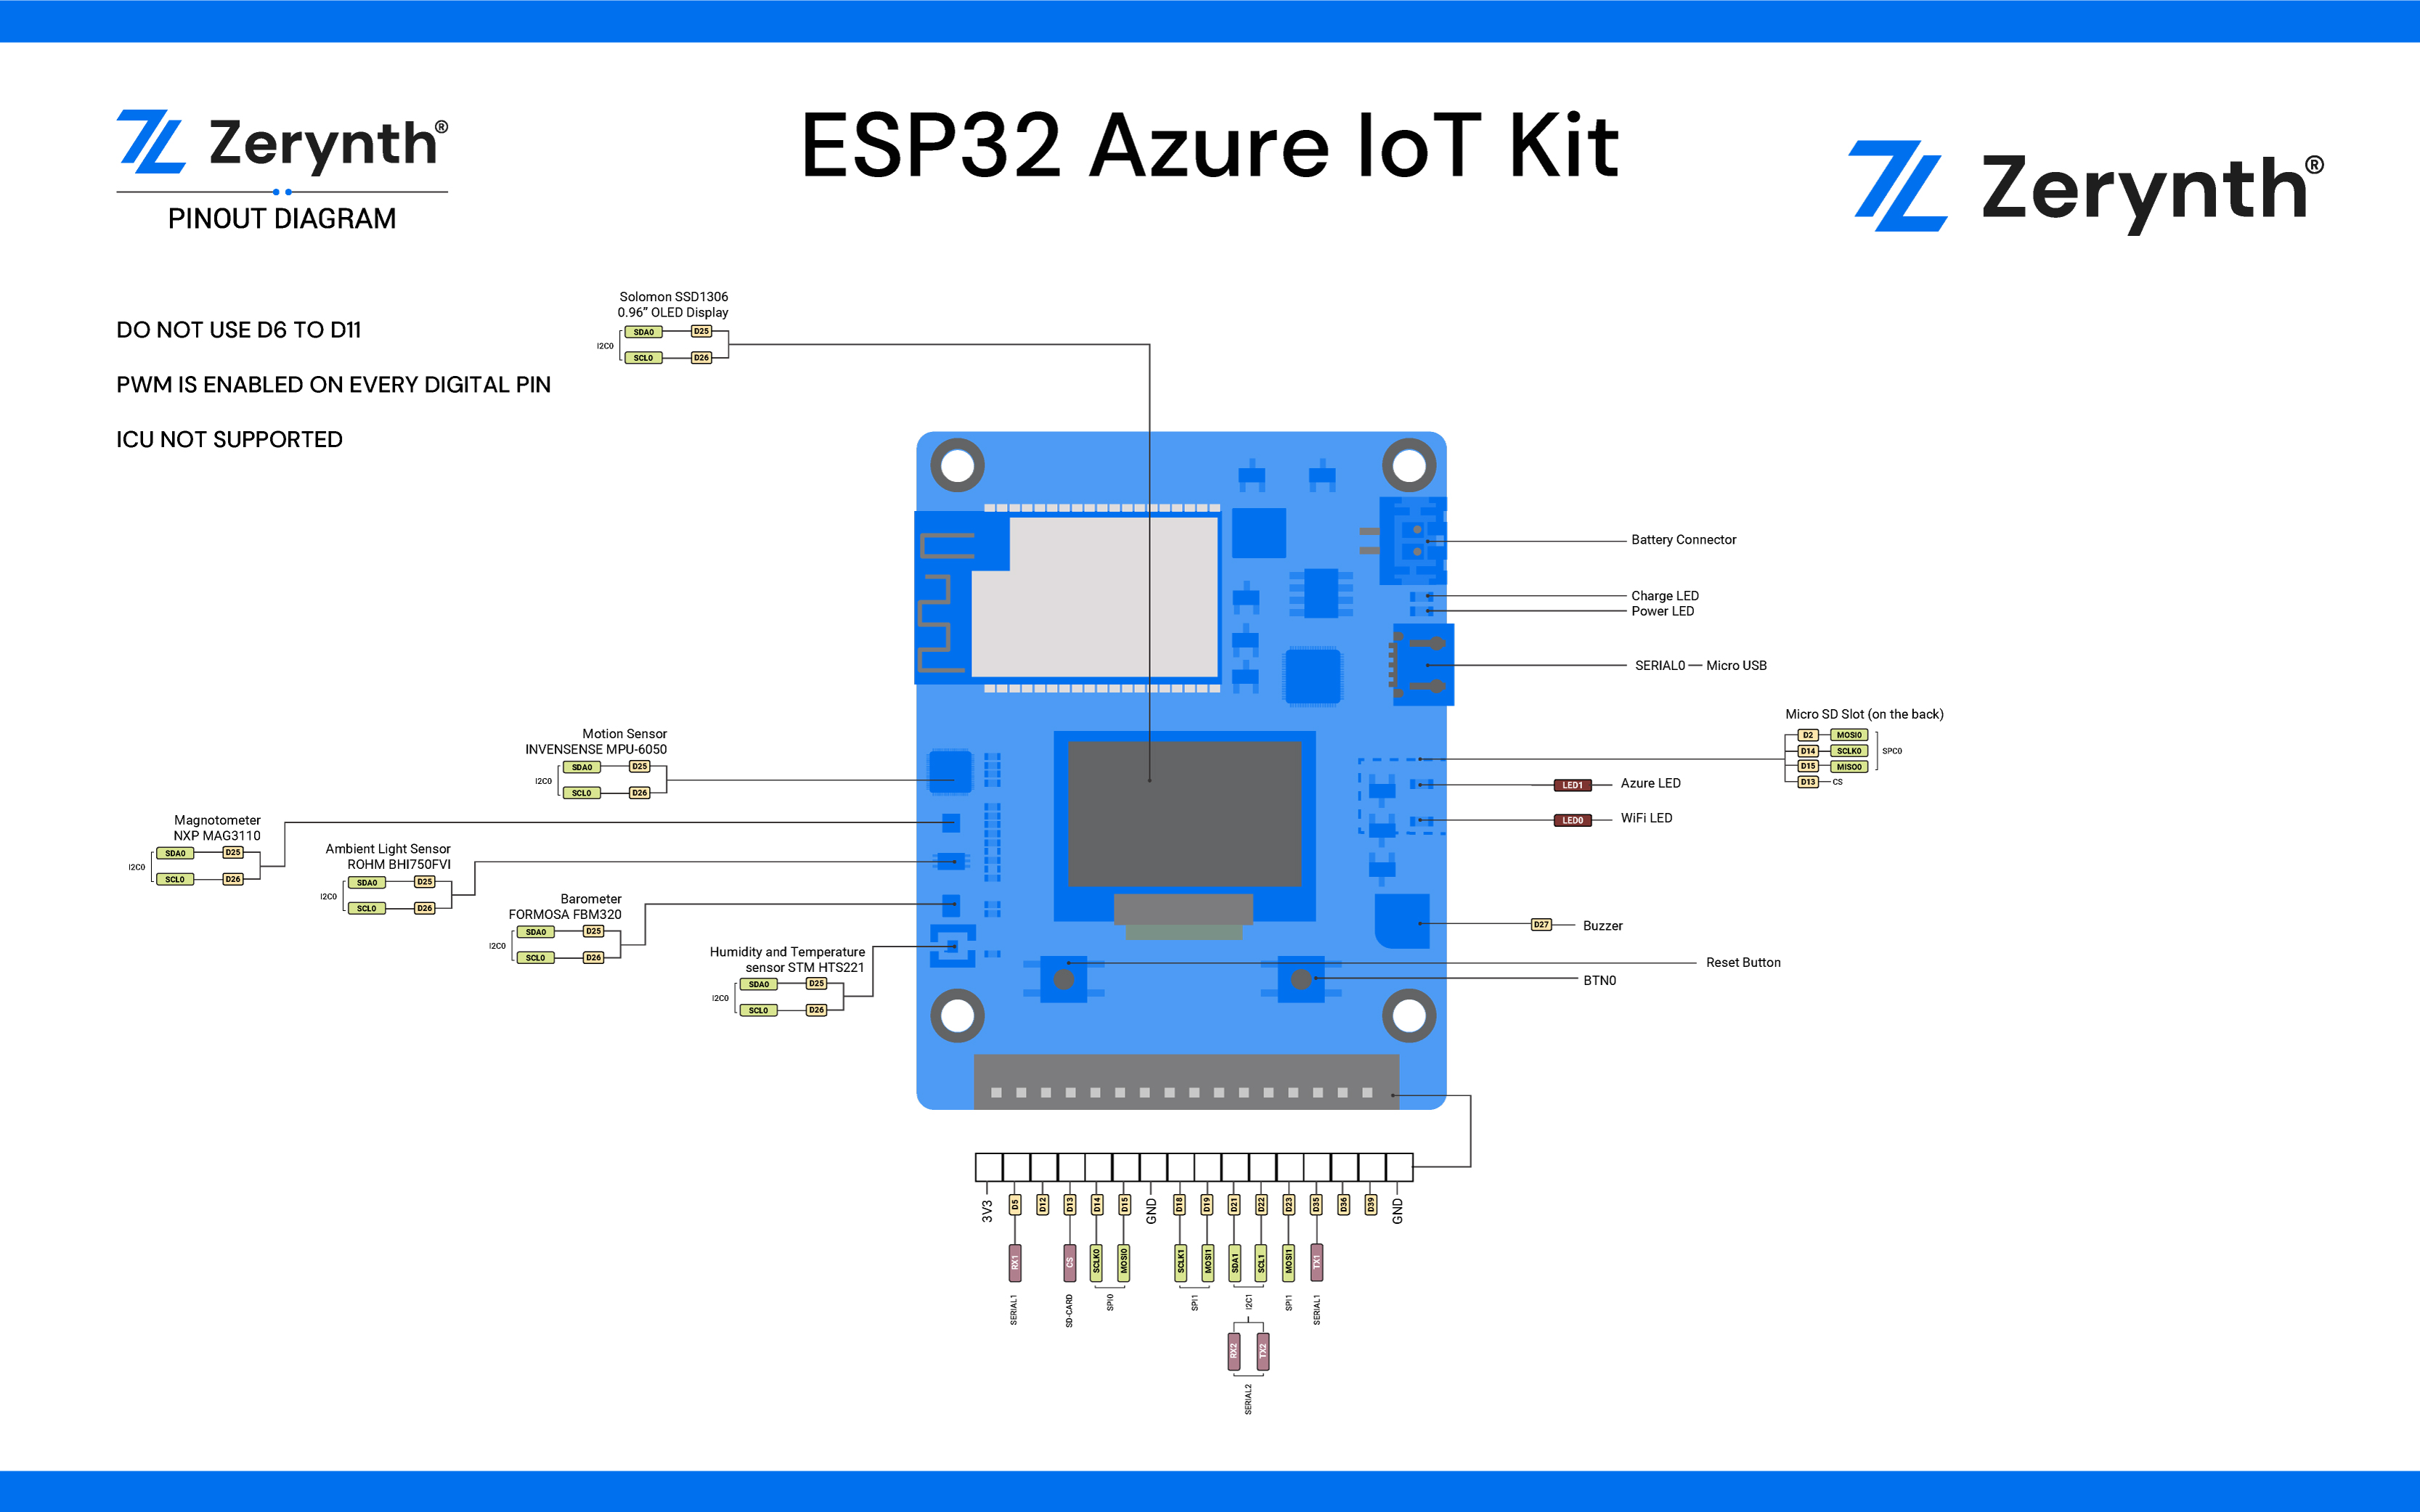 Zerynth®
PINOUT DIAGRAM
ESP32 Azure IoT Kit
Zerynth®
DO NOT USE D6 TO D11
PWM IS ENABLED ON EVERY DIGITAL PIN
ICU NOT SUPPORTED
Solomon SSD1306
0.96” OLED Display
I2C0
SDA0 D25
SCL0 D26
Battery Connector
Charge LED
Power LED
SERIAL0 — Micro USB
Micro SD Slot (on the back)
D2 MOSI0
D14 SCLK0
D15 MISO0
D13 CS
SPC0
LED1 Azure LED
LED0 WiFi LED
D27 Buzzer
Reset Button
BTN0
Motion Sensor
INVENSENSE MPU-6050
I2C0
SDA0 D25
SCL0 D26
Magnotometer
NXP MAG3110
I2C0
SDA0 D25
SCL0 D26
Ambient Light Sensor
ROHM BHI750FVI
I2C0
SDA0 D25
SCL0 D26
Barometer
FORMOSA FBM320
I2C0
SDA0 D25
SCL0 D26
Humidity and Temperature
sensor STM HTS221
I2C0
SDA0 D25
SCL0 D26
3V3 D5 D12 D13 D14 D15 GND D18 D19 D21 D22 D23 D35 D36 D39 GND
RX1 CS SCLK0 MOSI0 SCLK1 MOSI1 SDA1 SCL1 MOSI1 TX1
SERIAL1 SD-CARD SPI0 SPI1 I2C1 SPI1 SERIAL1
RX2 TX2
SERIAL2